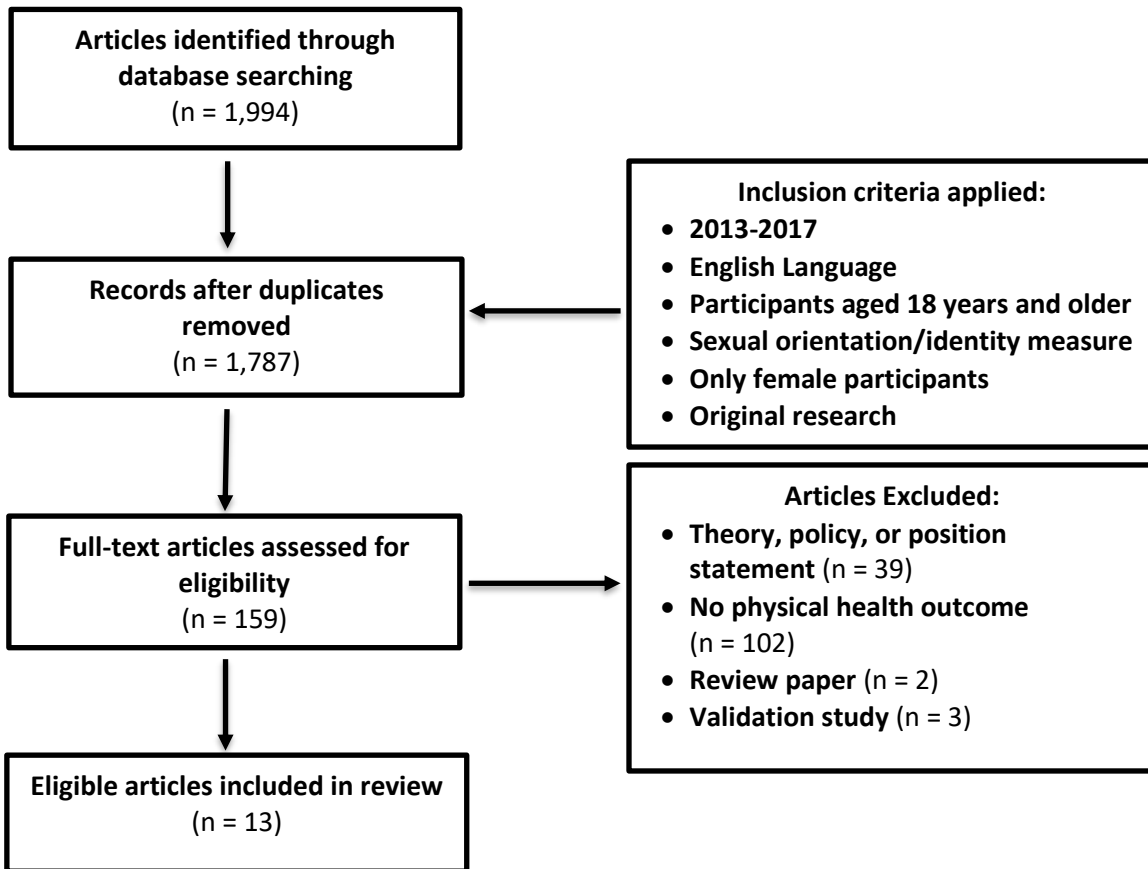 Articles identified through
database searching
(n = 1,994)
Inclusion criteria applied:
• 2013-2017
• English Language
• Participants aged 18 years and older
• Sexual orientation/identity measure
• Only female participants
• Original research
Records after duplicates
removed
(n = 1,787)
Articles Excluded:
• Theory, policy, or position
statement (n = 39)
• No physical health outcome
(n = 102)
• Review paper (n = 2)
• Validation study (n = 3)
Full-text articles assessed for
eligibility
(n = 159)
Eligible articles included in review
(n = 13)